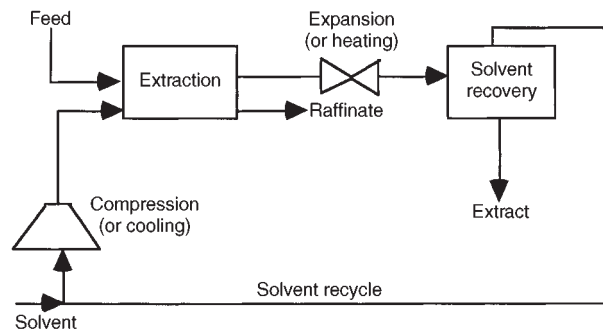 Feed
Expansion
(or heating)
Extraction
Solvent
recovery
Raffinate
Compression
(or cooling)
Extract
Solvent recycle
Solvent